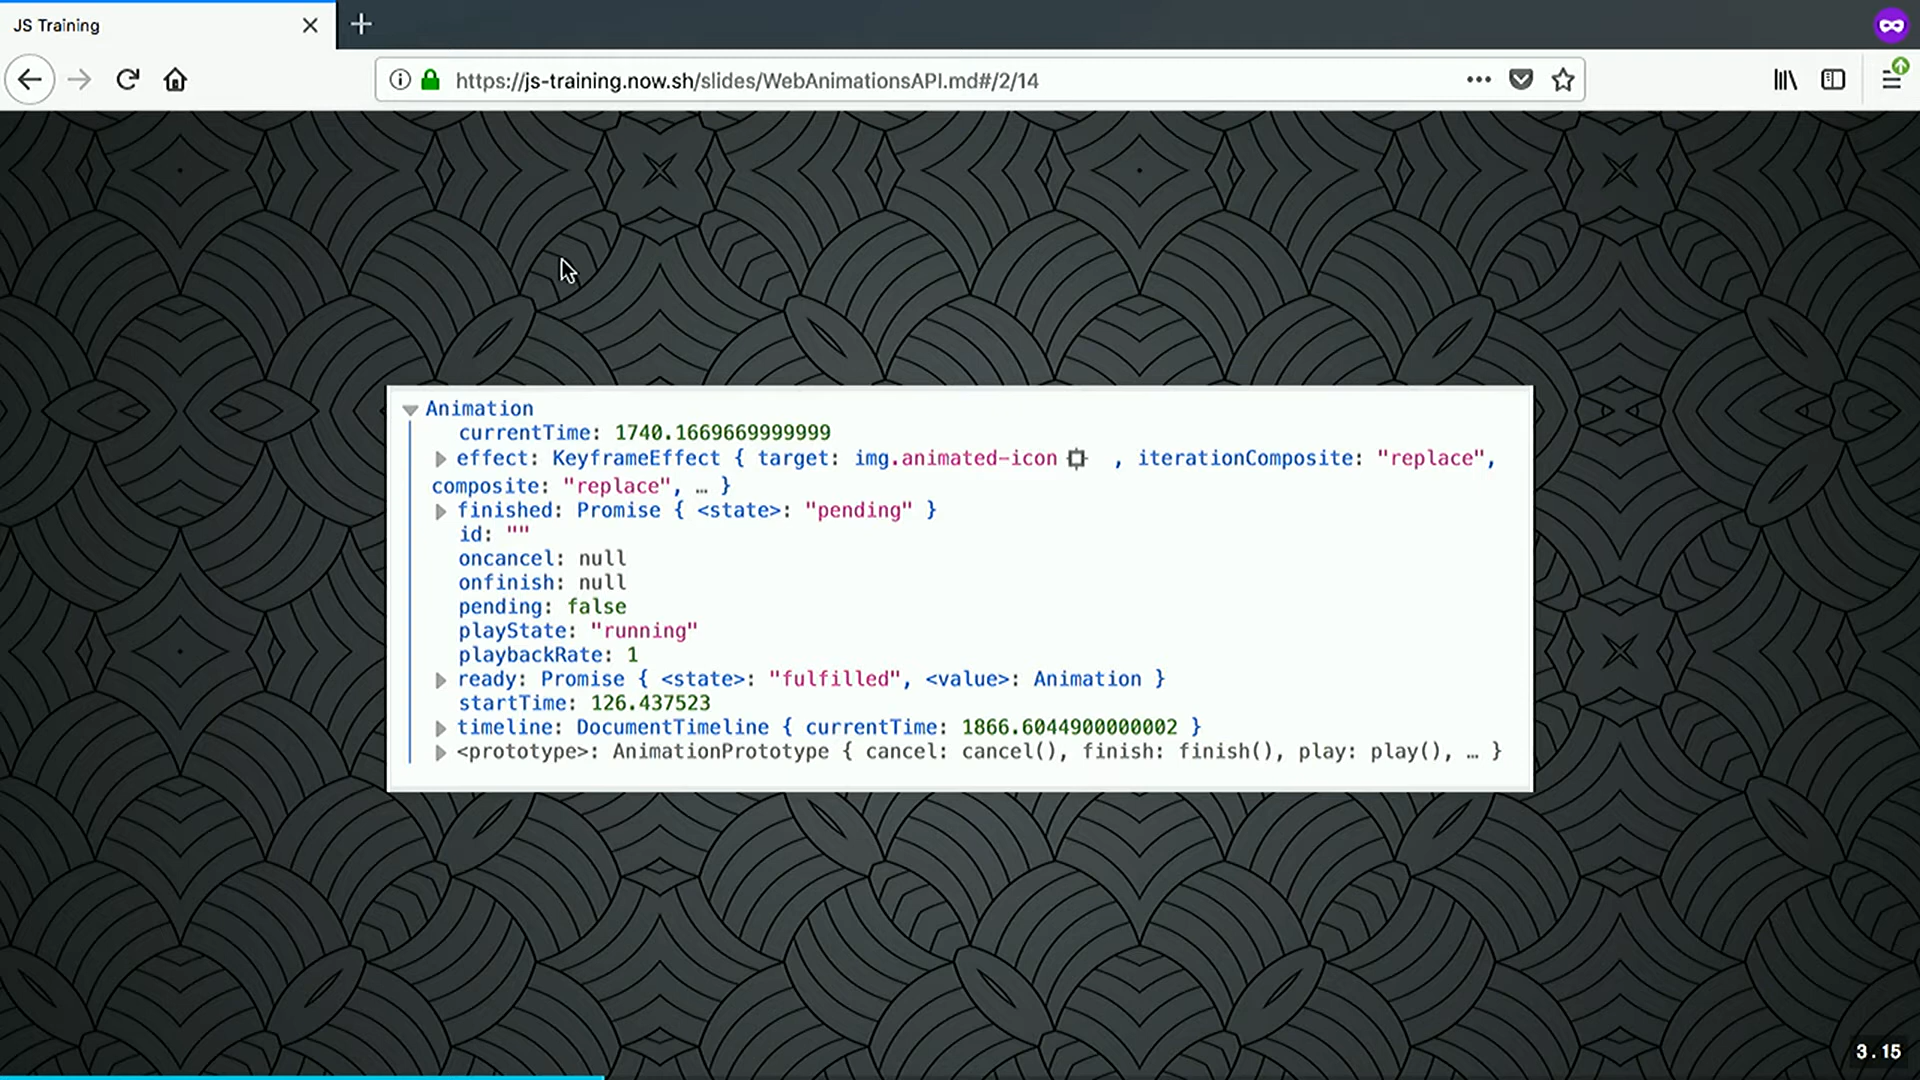 JS Training
https://js-training.now.sh/slides/WebAnimationsAPI.md#/2/14
Animation
currentTime: 1740.1669669999999
effect: KeyframeEffect { target: img.animated-icon , iterationComposite: "replace",
composite: "replace", … }
finished: Promise { <state>: "pending" }
id: ""
oncancel: null
onfinish: null
pending: false
playState: "running"
playbackRate: 1
ready: Promise { <state>: "fulfilled", <value>: Animation }
startTime: 126.437523
timeline: DocumentTimeline { currentTime: 1866.6044900000002 }
<prototype>: AnimationPrototype { cancel: cancel(), finish: finish(), play: play(), … }
3.15